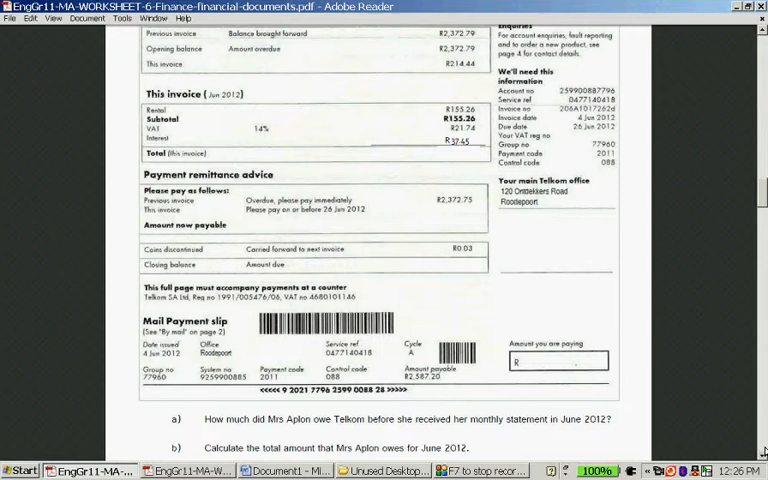 EngGr11-MA-WORKSHEET-6-Finance-financial-documents.pdf - Adobe Reader
File Edit View Document Tools Window Help
Previous invoice Balance brought forward R2,372.79
Opening balance Amount overdue R2,372.79
This invoice R214.44
Enquiries
For account enquiries, fault reporting
and to order a new product, see
page 4 for contact details.
We'll need this
information
Account no 259900887796
Service ref 0477140418
Invoice no 206A1017262d
Invoice date 4 Jun 2012
Due date 26 Jun 2012
Your VAT reg no
Group no 77960
Payment code 2011
Control code 088
This invoice ( Jun 2012)
Rental R155.26
Subtotal R155.26
VAT 14% R21.74
Interest R 37.45
Total (this invoice)
Your main Telkom office
120 Ontdekkers Road
Roodepoort
Payment remittance advice
Please pay as follows:
Previous invoice Overdue, please pay immediately R2,372.75
This invoice Please pay on or before 26 Jun 2012
Amount now payable
Coins discontinued Carried forward to next invoice R0.03
Closing balance Amount due
This full page must accompany payments at a counter
Telkom SA Ltd, Reg no 1991/005476/06, VAT no 4680101146
Mail Payment slip
(See "By mail" on page 2)
Date issued Office Service ref Cycle Amount you are paying
4 Jun 2012 Roodepoort 0477140418 A R
Group no System no Payment code Control code Amount payable
77960 9259900885 2011 088 R2,587.20
<<<<< 9 2021 7796 2599 0088 28 >>>>>
a) How much did Mrs Aplon owe Telkom before she received her monthly statement in June 2012?
b) Calculate the total amount that Mrs Aplon owes for June 2012.
Start EngGr11-MA-... EngGr11-MA-W... Document1 - Mi... Unused Desktop... F7 to stop recor... 100% 12:26 PM